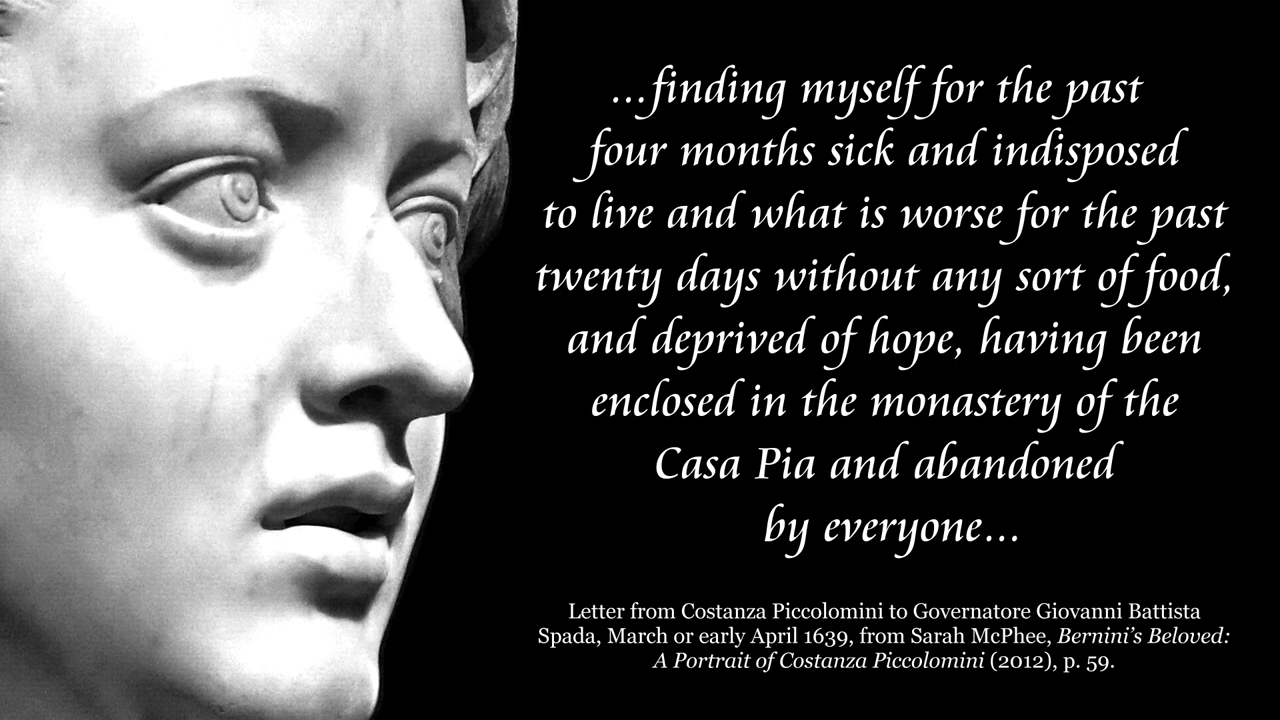 ...finding myself for the past
four months sick and indisposed
to live and what is worse for the past
twenty days without any sort of food,
and deprived of hope, having been
enclosed in the monastery of the
Casa Pia and abandoned
by everyone...
Letter from Costanza Piccolomini to Governatore Giovanni Battista
Spada, March or early April 1639, from Sarah McPhee, Bernini's Beloved:
A Portrait of Costanza Piccolomini (2012), p. 59.